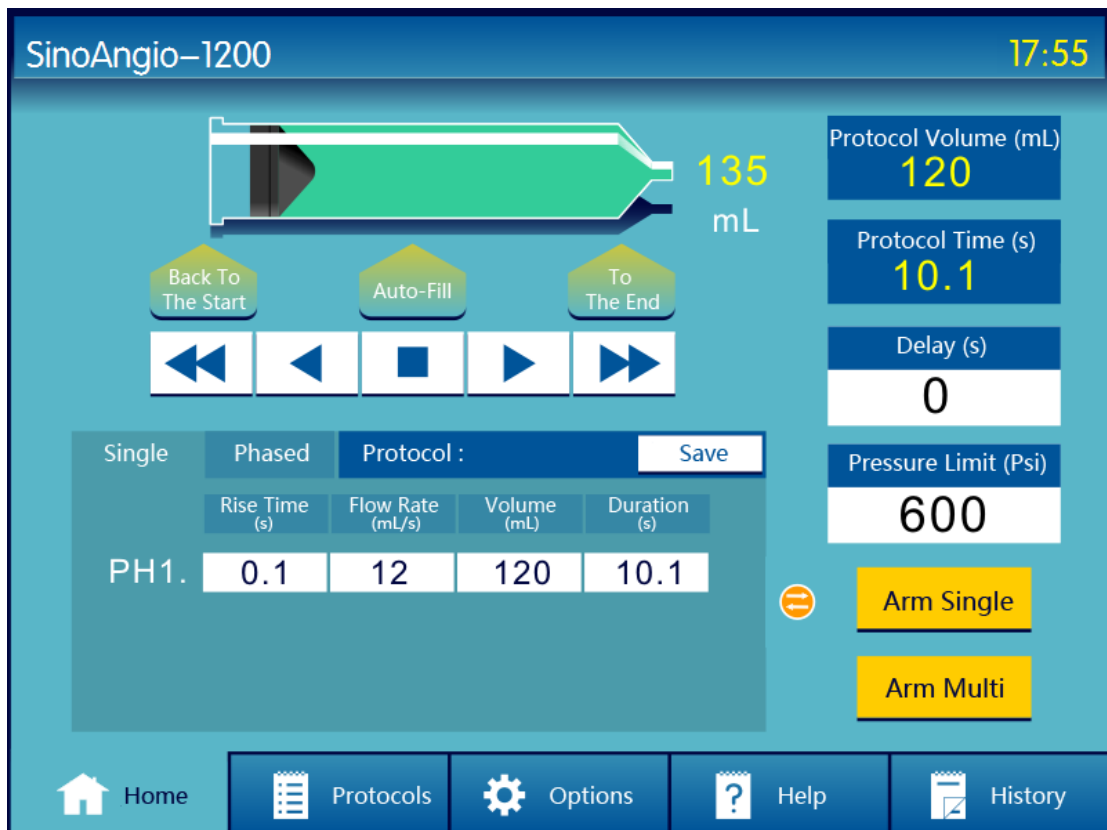 SinoAngio-1200
17:55
135
mL
Protocol Volume (mL)
120
Protocol Time (s)
10.1
Delay (s)
0
Pressure Limit (Psi)
600
Back To
The Start
Auto-Fill
To
The End
Single
Phased
Protocol :
Save
Rise Time
(s)
Flow Rate
(mL/s)
Volume
(mL)
Duration
(s)
PH1. 0.1 12 120 10.1
Arm Single
Arm Multi
Home
Protocols
Options
? Help
History